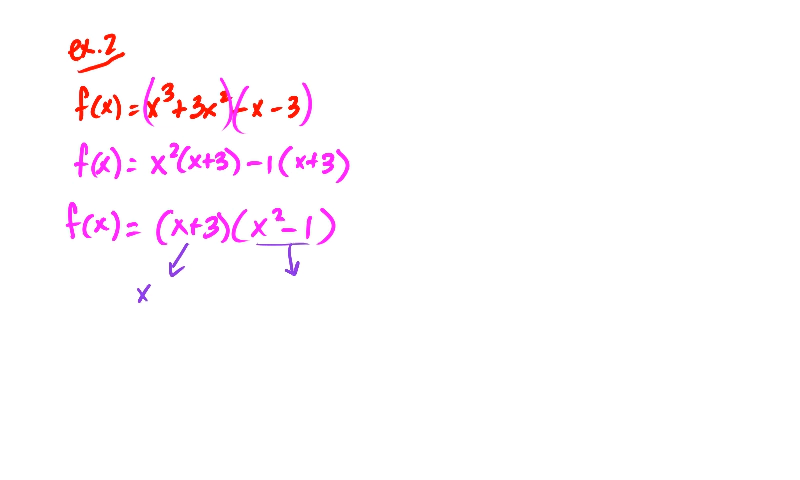 ex. 2
f(x) = (x³ + 3x²)(-x - 3)
f(x) = x²(x+3) - 1(x+3)
f(x) = (x+3)(x² - 1)
x